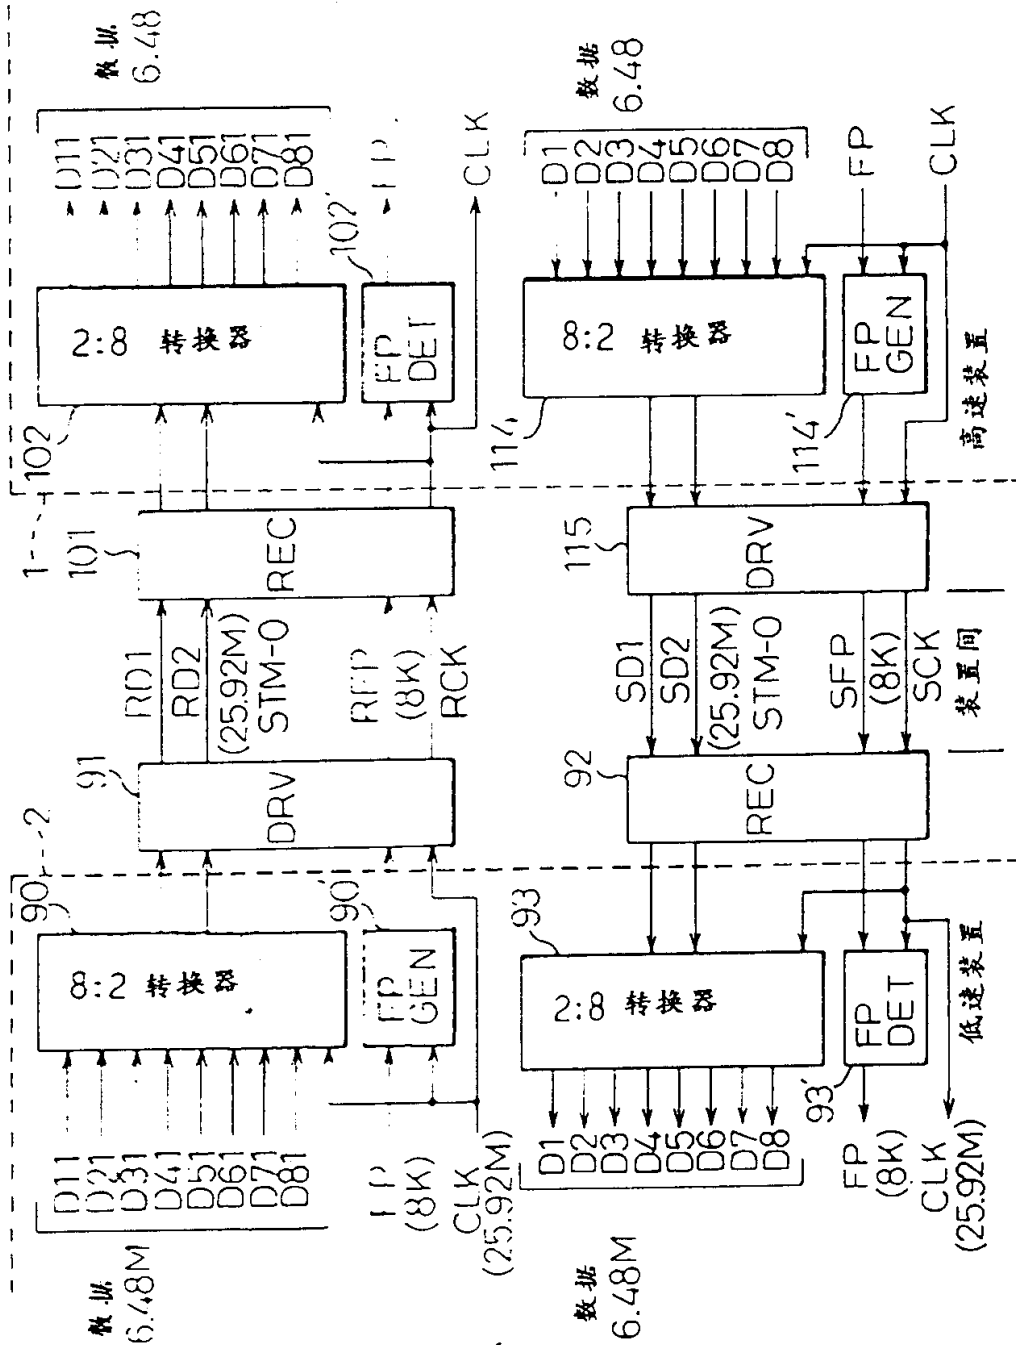 数据
6.48M
D11
D21
D31
D41
D51
D61
D71
D81
FP
(8K)
CLK
(25.92M)
90
8:2 转换器
90'
FP
GEN
2
91
DRV
RD1
RD2
(25.92M)
STM-0
RFP
(8K)
RCK
1
101
REC
102
2:8 转换器
102'
FP
DET
D11
D21
D31
D41
D51
D61
D71
D81
FP
CLK
数据
6.48
数据
6.48M
D1
D2
D3
D4
D5
D6
D7
D8
FP
(8K)
CLK
(25.92M)
93
2:8 转换器
93'
FP
DET
低速装置
92
REC
SD1
SD2
(25.92M)
STM-0
SFP
(8K)
SCK
装置间
115
DRV
114
8:2 转换器
114'
FP
GEN
高速装置
D1
D2
D3
D4
D5
D6
D7
D8
FP
CLK
数据
6.48